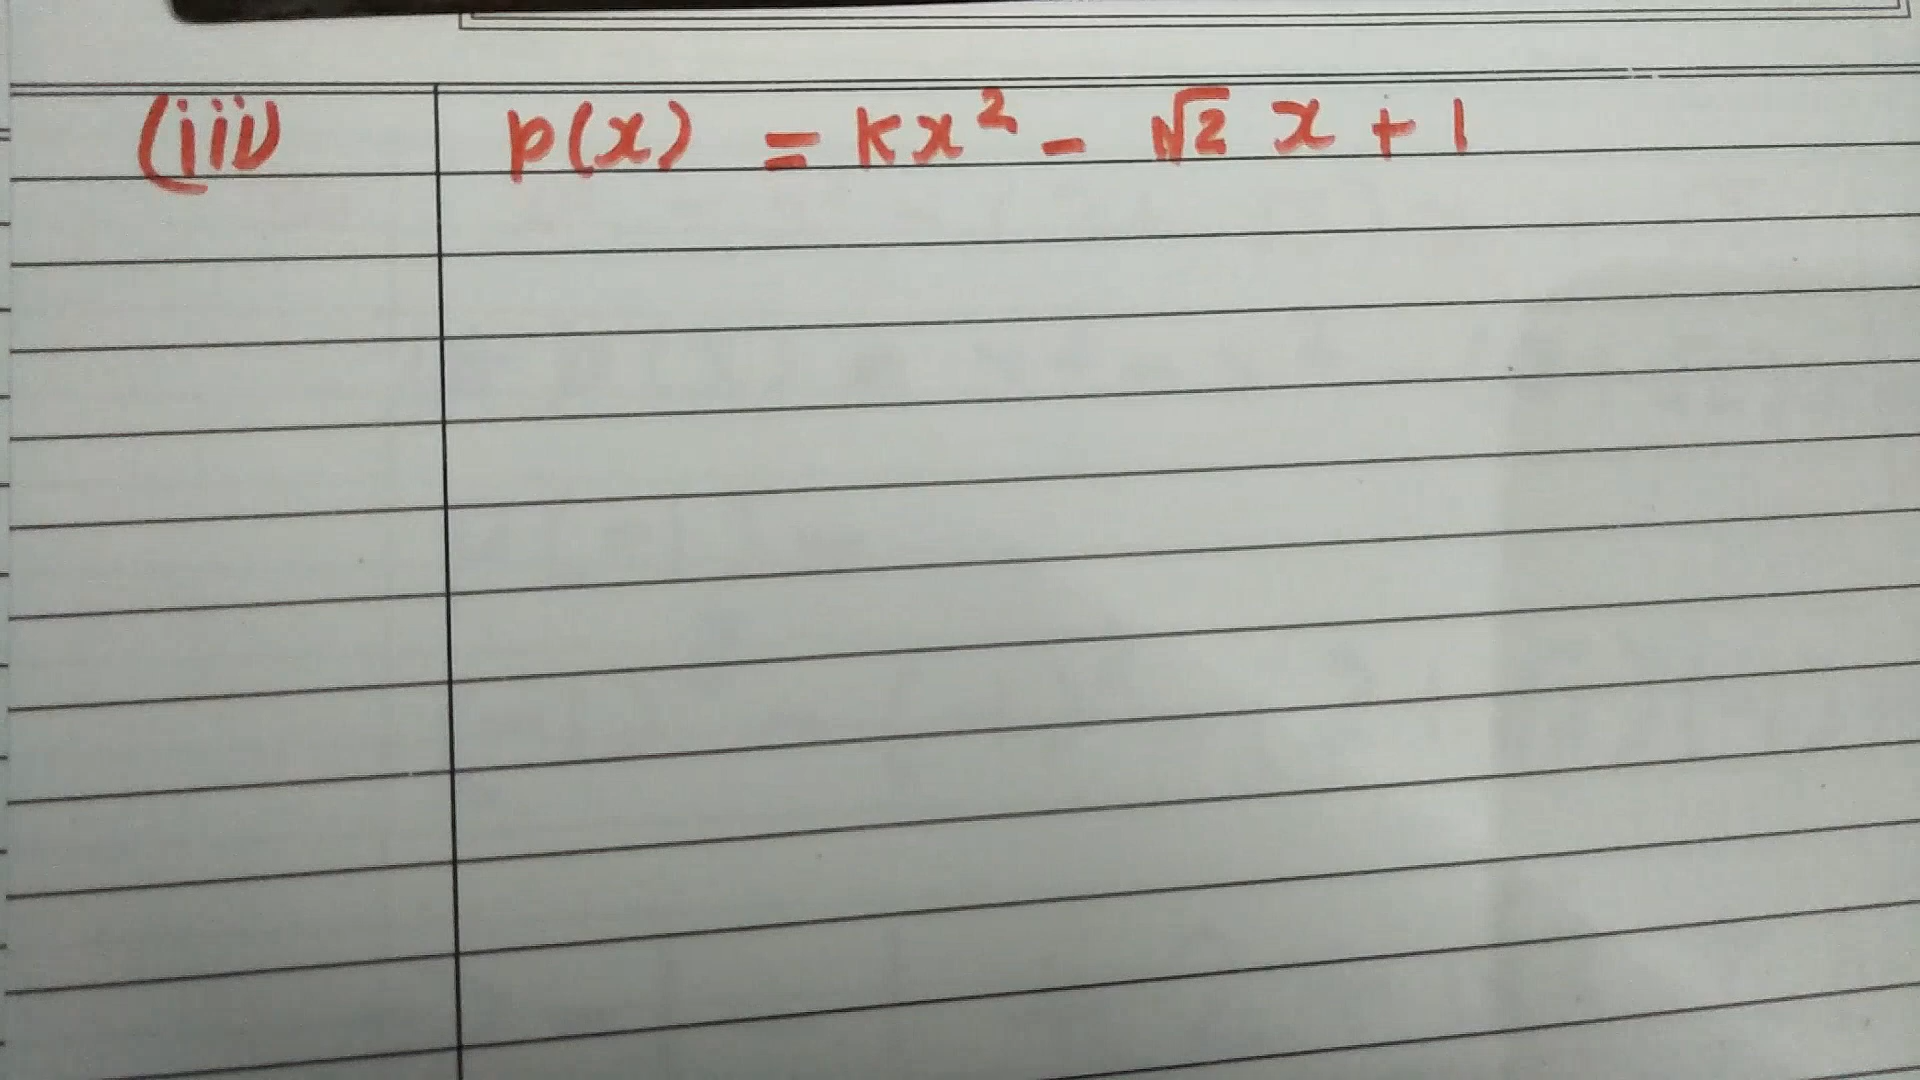 (iii) p(x) = kx² - √2 x + 1